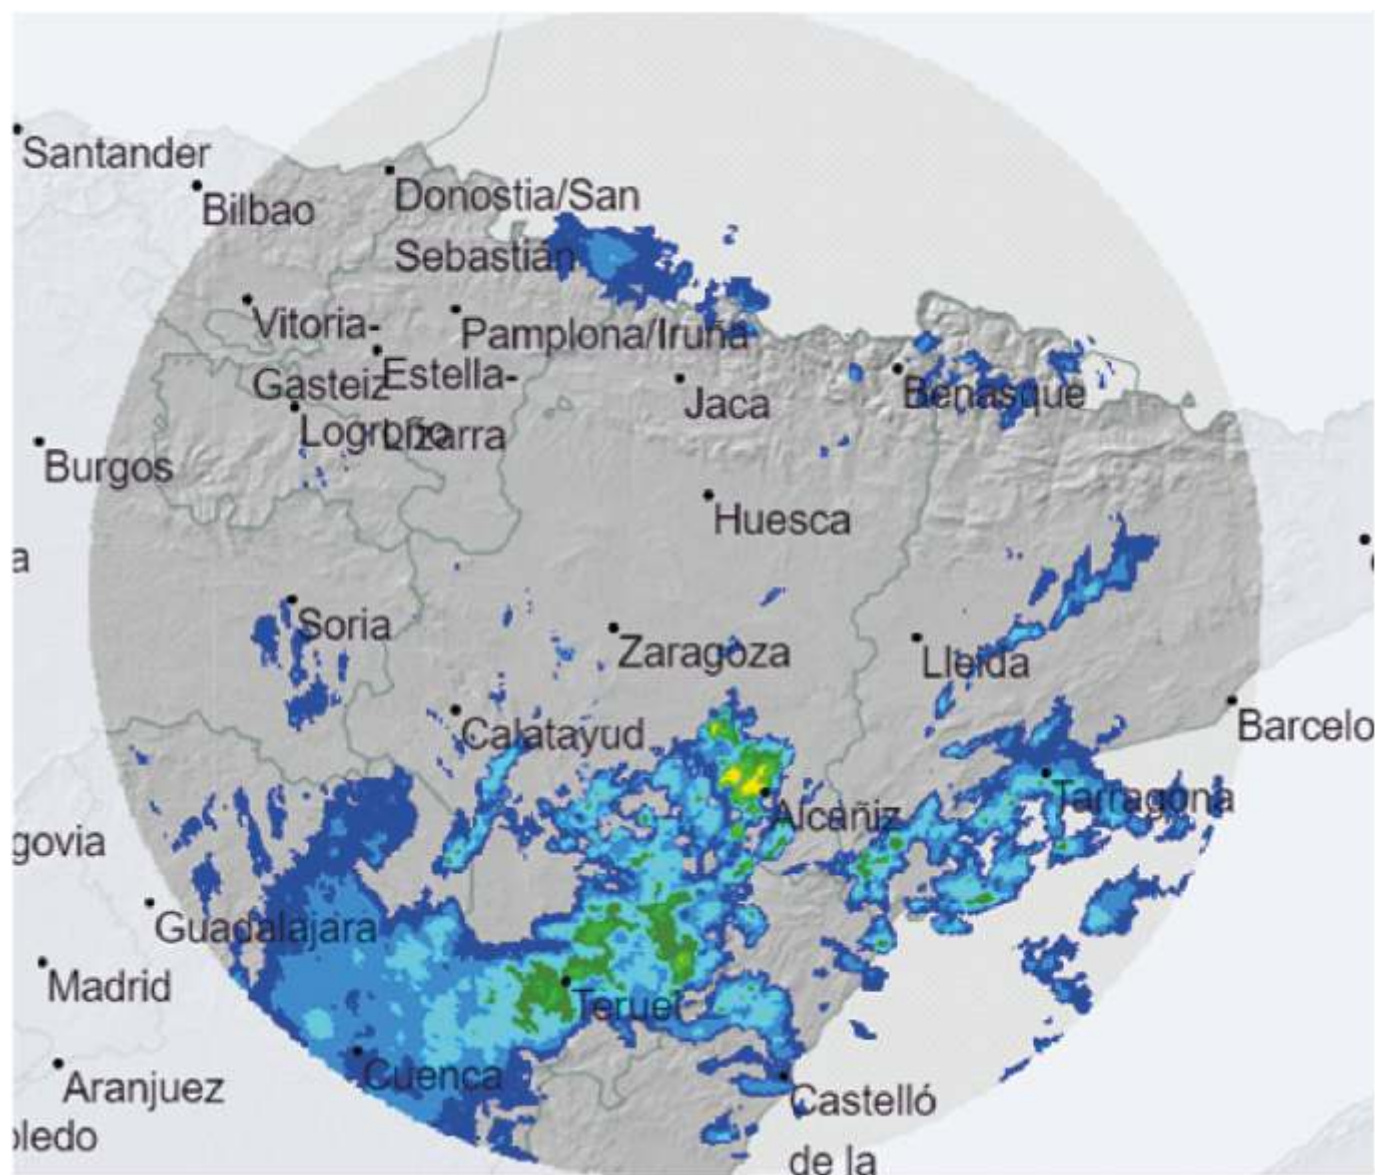 Santander
Bilbao
Donostia/San
Sebastián
Vitoria-
Gasteiz
Pamplona/Iruña
Estella-
Lizarra
Logroño
Jaca
Benasque
Burgos
Huesca
a
Soria
Zaragoza
Lleida
Calatayud
Barcelo
Alcañiz
Tarragona
govia
Guadalajara
Madrid
Teruel
Cuenca
Aranjuez
Castelló
de la
oledo